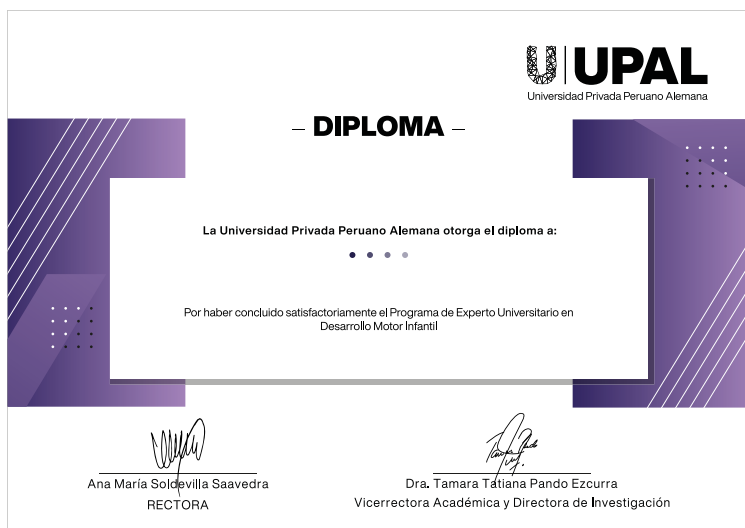 UPAL
Universidad Privada Peruano Alemana
– DIPLOMA –
La Universidad Privada Peruano Alemana otorga el diploma a:
Por haber concluido satisfactoriamente el Programa de Experto Universitario en
Desarrollo Motor Infantil
Ana María Soldevilla Saavedra
RECTORA
Dra. Tamara Tatiana Pando Ezcurra
Vicerrectora Académica y Directora de Investigación